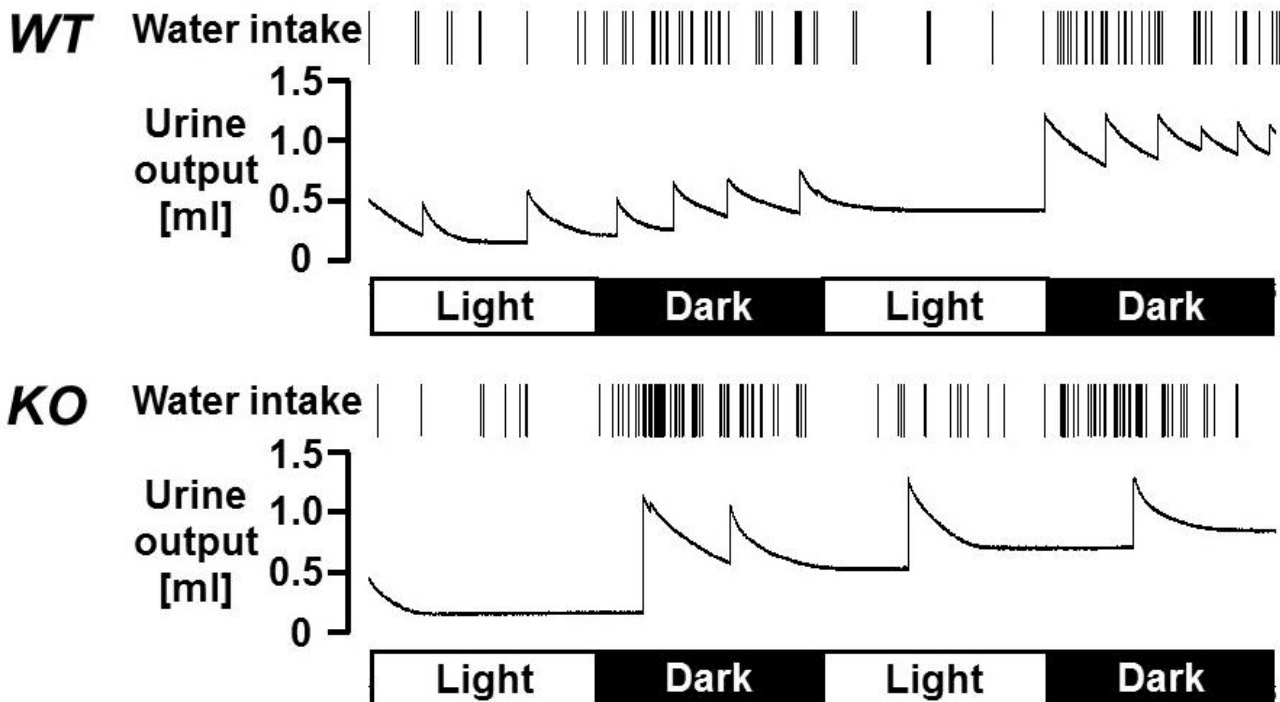 WT Water intake
1.5
Urine 1.0
output 0.5
[ml] 0
Light Dark Light Dark
KO Water intake
1.5
Urine 1.0
output 0.5
[ml] 0
Light Dark Light Dark